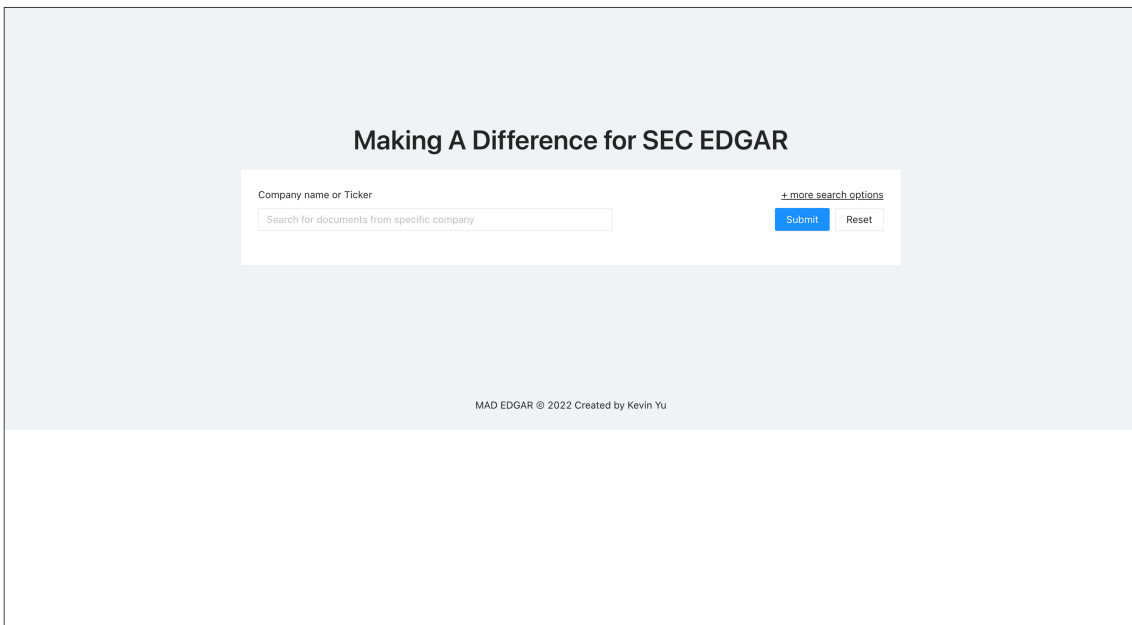 Making A Difference for SEC EDGAR
Company name or Ticker
+ more search options
Search for documents from specific company
Submit
Reset
MAD EDGAR © 2022 Created by Kevin Yu